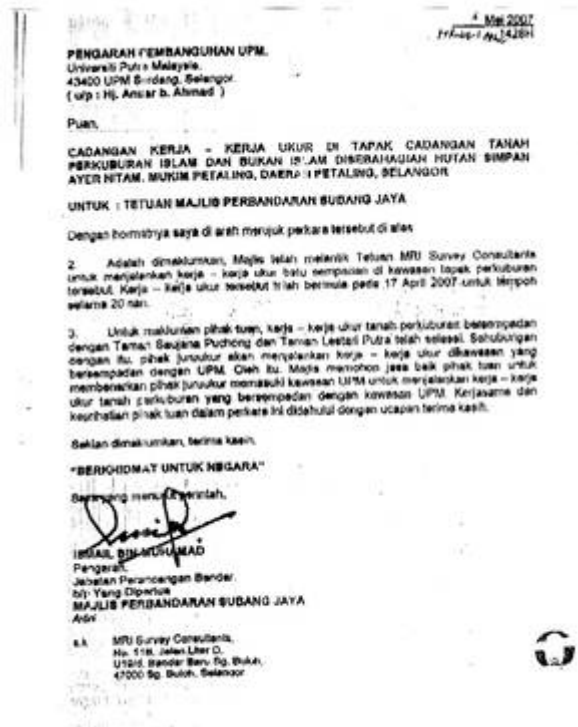 4 Mei 2007
1428H
PENGARAH PEMBANGUNAN UPM,
Universiti Putra Malaysia,
43400 UPM Serdang, Selangor.
( u/p : Hj. Anuar b. Ahmad )
Puan,
CADANGAN KERJA – KERJA UKUR DI TAPAK CADANGAN TANAH
PERKUBURAN ISLAM DAN BUKAN ISLAM DISEBAHAGIAN HUTAN SIMPAN
AYER HITAM, MUKIM PETALING, DAERAH PETALING, SELANGOR
UNTUK : TETUAN MAJLIS PERBANDARAN SUBANG JAYA
Dengan hormatnya saya di arah merujuk perkara tersebut di atas
2. Adalah dimaklumkan, Majlis telah melantik Tetuan MRI Survey Consultants
untuk menjalankan kerja – kerja ukur batu sempadan di kawasan tapak perkuburan
tersebut. Kerja – kerja ukur tersebut telah bermula pada 17 April 2007 untuk tempoh
selama 20 hari.
3. Untuk makluman pihak tuan, kerja – kerja ukur tanah perkuburan bersempadan
dengan Taman Saujana Puchong dan Taman Lestari Putra telah selesai. Sehubungan
dengan itu, pihak jurukur akan menjalankan kerja – kerja ukur dikawasan yang
bersempadan dengan UPM. Oleh itu, Majlis memohon jasa baik pihak tuan untuk
membenarkan pihak jurukur memasuki kawasan UPM untuk menjalankan kerja – kerja
ukur tanah perkuburan yang bersempadan dengan kawasan UPM. Kerjasama dan
keprihatian pihak tuan dalam perkara ini didahului dengan ucapan terima kasih.
Sekian dimaklumkan, terima kasih.
"BERKHIDMAT UNTUK NEGARA"
Saya yang menurut perintah,
ISMAIL BIN MUHAMAD
Pengarah,
Jabatan Perancangan Bandar,
b/p Yang Dipertua
MAJLIS PERBANDARAN SUBANG JAYA
s.k MRI Survey Consultants,
No. 11B, Jalan Liter D,
U19/d, Bandar Baru Sg. Buloh,
47000 Sg. Buloh, Selangor